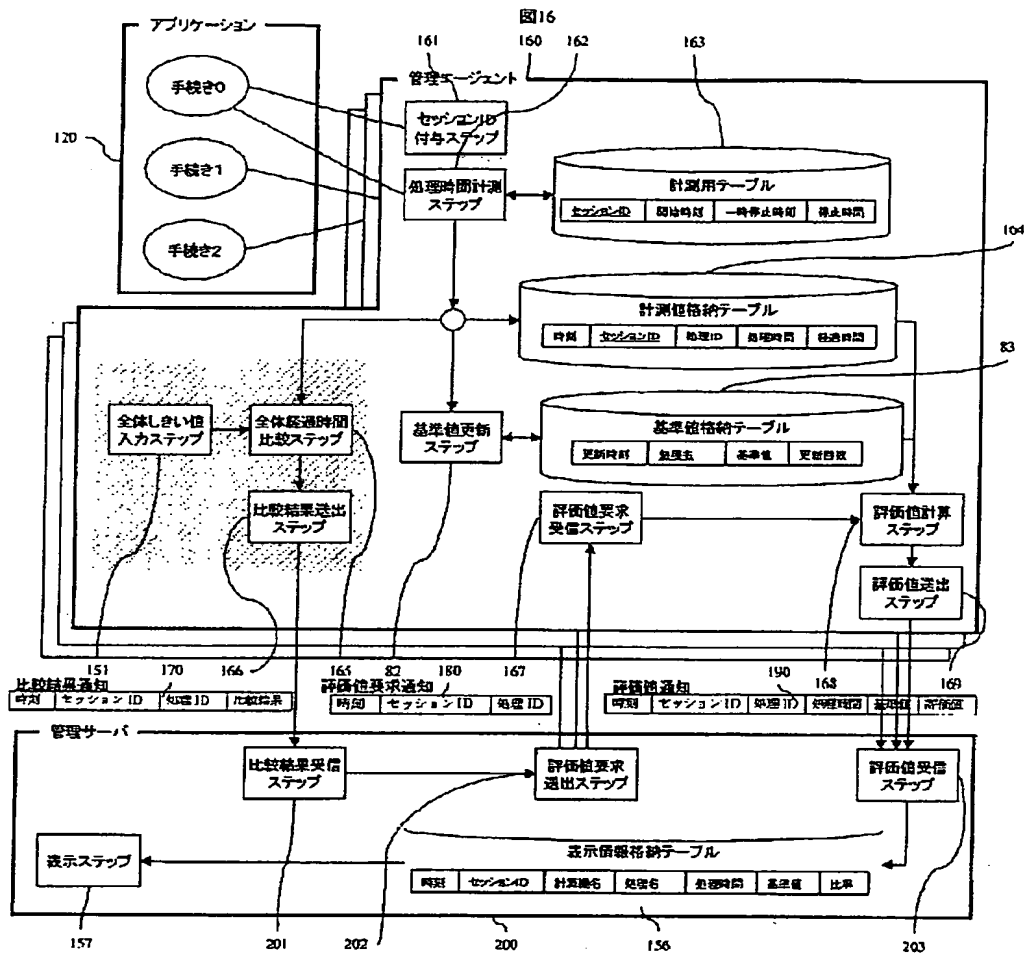 図16
アプリケーション
手続き0
手続き1
手続き2
120
161
160
162
163
管理エージェント
セッションID
付与ステップ
処理時間計測
ステップ
計測用テーブル
セッションID 開始時刻 一時停止時刻 停止時間
164
計測値格納テーブル
時刻 セッションID 処理ID 処理時間 経過時間
83
全体しきい値
入力ステップ
全体経過時間
比較ステップ
基準値更新
ステップ
基準値格納テーブル
更新時刻 処理名 基準値 更新回数
比較結果送出
ステップ
評価値要求
受信ステップ
評価値計算
ステップ
評価値送出
ステップ
151
170
166
165
82
180
167
190
168
169
比較結果通知
時刻 セッションID 処理ID 比較結果
評価値要求通知
時刻 セッションID 処理ID
評価値通知
時刻 セッションID 処理ID 処理時間 基準値 評価値
管理サーバ
比較結果受信
ステップ
評価値要求
送出ステップ
評価値受信
ステップ
表示ステップ
表示情報格納テーブル
時刻 セッションID 計算機名 処理名 処理時間 基準値 比率
157
201
202
200
156
203